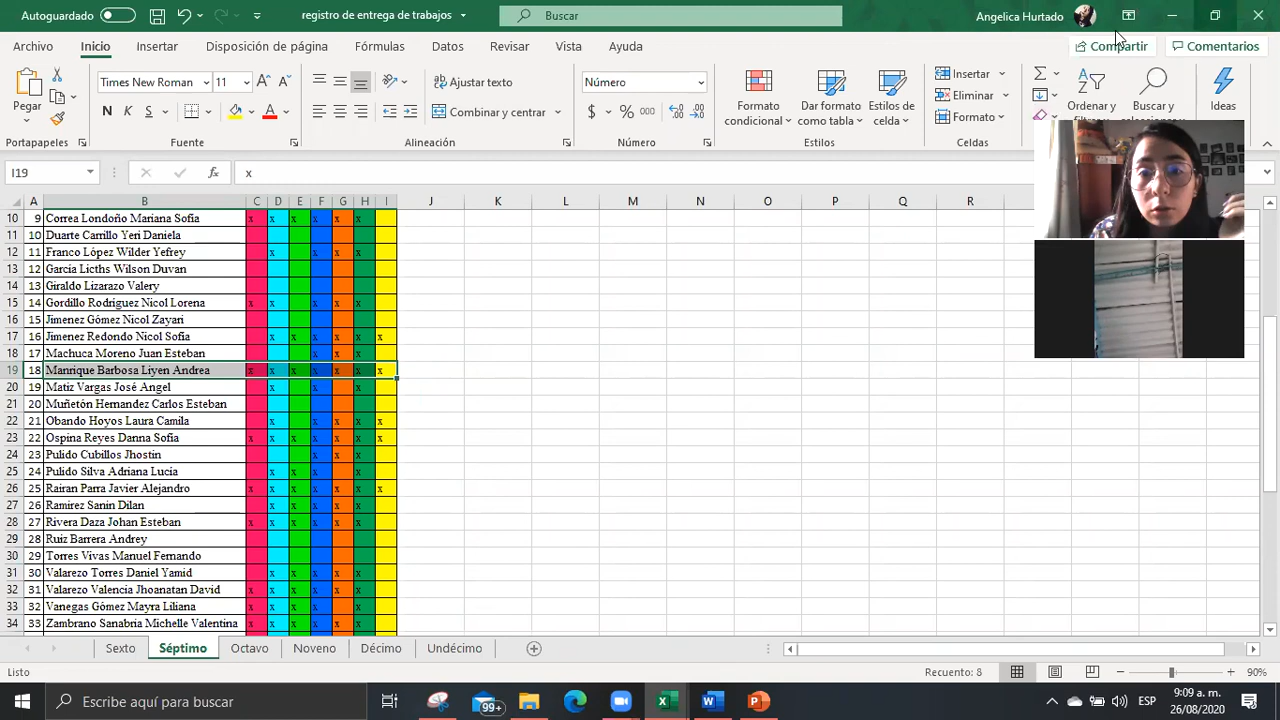 Autoguardado registro de entrega de trabajos Buscar Angelica Hurtado
Archivo Inicio Insertar Disposición de página Fórmulas Datos Revisar Vista Ayuda Compartir Comentarios
Pegar Times New Roman 11 Ajustar texto Número Formato condicional Dar formato como tabla Estilos de celda Insertar Ordenar y Buscar y Ideas
N K S Combinar y centrar $ % 000 Eliminar
Formato
Portapapeles Fuente Alineación Número Estilos Celdas
I19 fx x
A B C D E F G H I J K L M N O P Q R
10 9 Correa Londoño Mariana Sofía x x x x x x
11 10 Duarte Carrillo Yeri Daniela
12 11 Franco López Wilder Yefrey x x x x
13 12 García Licths Wilson Duvan
14 13 Giraldo Lizarazo Valery
15 14 Gordillo Rodríguez Nicol Lorena x x x x x
16 15 Jimenez Gómez Nicol Zayari
17 16 Jimenez Redondo Nicol Sofía x x x x x x
18 17 Machuca Moreno Juan Esteban x x x
19 18 Manrique Barbosa Liyen Andrea x x x x x x x
20 19 Matiz Vargas José Angel x x x
21 20 Muñetón Hernandez Carlos Esteban
22 21 Obando Hoyos Laura Camila x x x x x
23 22 Ospina Reyes Danna Sofía x x x x x x x
24 23 Pulido Cubillos Jhostin x x x
25 24 Pulido Silva Adriana Lucia x x x x x
26 25 Rairan Parra Javier Alejandro x x x x x x x
27 26 Ramirez Sanin Dilan x x x x x
28 27 Rivera Daza Johan Esteban x x x x x x
29 28 Ruiz Barrera Andrey
30 29 Torres Vivas Manuel Fernando
31 30 Valarezo Torres Daniel Yamid x x x x x
32 31 Valarezo Valencia Jhoanatan David x x x x x x
33 32 Vanegas Gómez Mayra Liliana x x x x x
34 33 Zambrano Sanabria Michelle Valentina x x x x x x
Sexto Séptimo Octavo Noveno Décimo Undécimo
Listo Recuento: 8 90%
Escribe aquí para buscar 99+ ESP 9:09 a. m.
26/08/2020